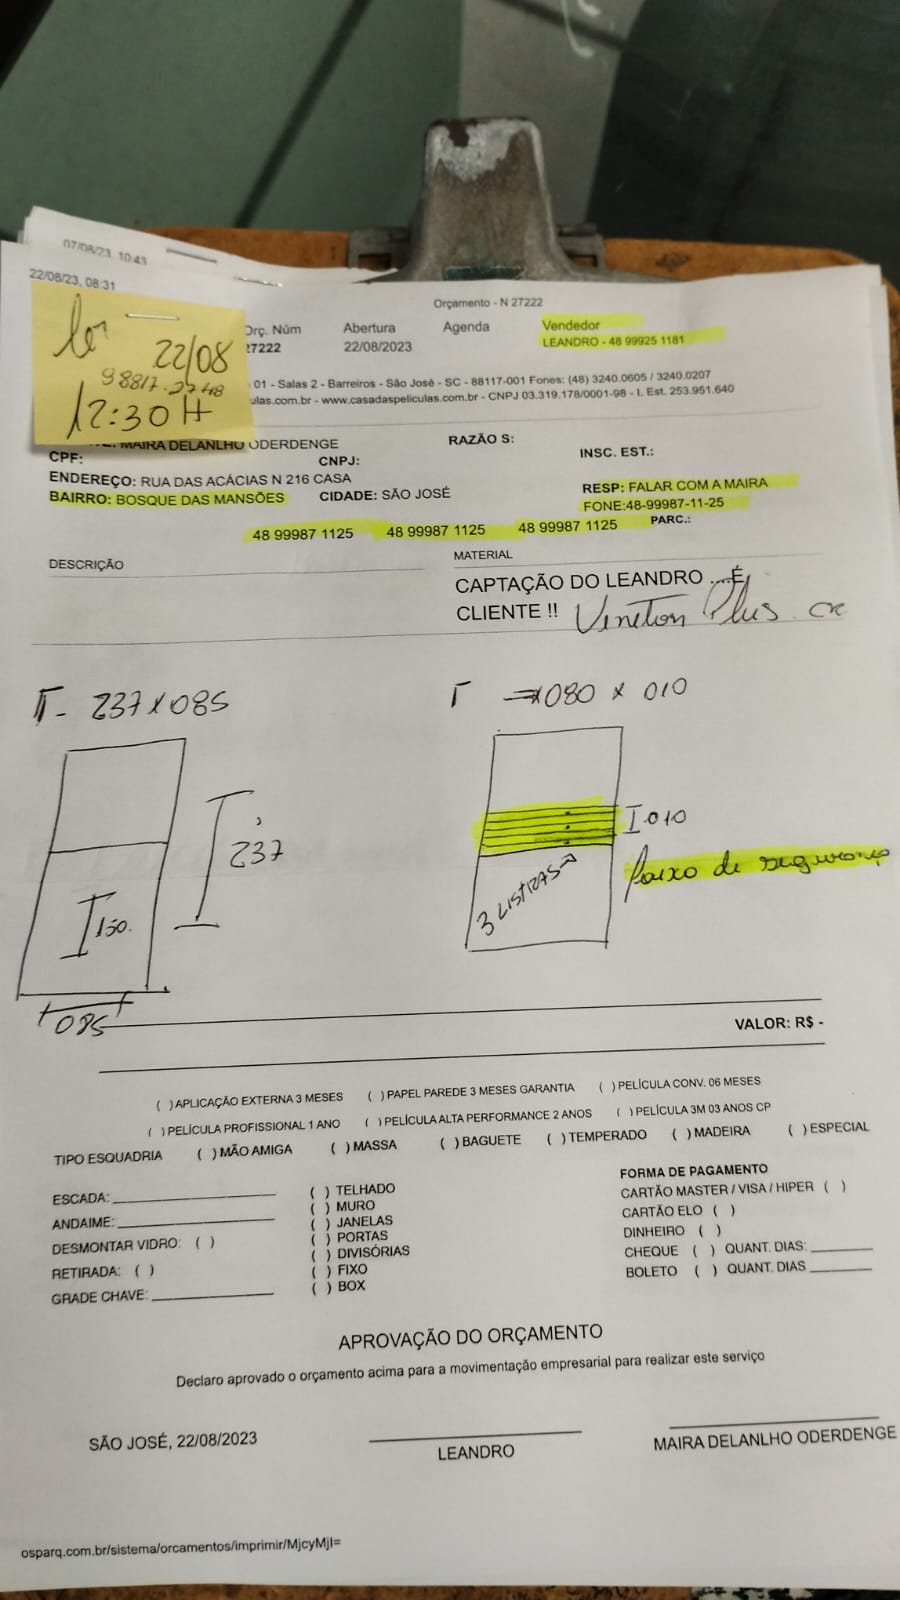 07/08/23, 10:43
22/08/23, 08:31
Orçamento - N 27222
Orç. Núm Abertura Agenda Vendedor
27222 22/08/2023 LEANDRO - 48 99925 1181
22/08
12:30 H
01 - Salas 2 - Barreiros - São José - SC - 88117-001 Fones: (48) 3240.0605 / 3240.0207
ulas.com.br - www.casadaspeliculas.com.br - CNPJ 03.319.178/0001-98 - I. Est. 253.951.640
MAIRA DELANLHO ODERDENGE RAZÃO S:
CPF: CNPJ: INSC. EST.:
ENDEREÇO: RUA DAS ACÁCIAS N 216 CASA
BAIRRO: BOSQUE DAS MANSÕES CIDADE: SÃO JOSÉ RESP: FALAR COM A MAIRA
FONE:48-99987-11-25
48 99987 1125 48 99987 1125 48 99987 1125 PARC.:
DESCRIÇÃO MATERIAL
CAPTAÇÃO DO LEANDRO ...É
CLIENTE !! Plus
237 x 085 080 x 010
237
I 010
150.
3 LISTRAS
de segurança
085
VALOR: R$ -
( )APLICAÇÃO EXTERNA 3 MESES ( )PAPEL PAREDE 3 MESES GARANTIA ( )PELÍCULA CONV. 06 MESES
( )PELÍCULA PROFISSIONAL 1 ANO ( )PELÍCULA ALTA PERFORMANCE 2 ANOS ( )PELÍCULA 3M 03 ANOS CP
TIPO ESQUADRIA ( )MÃO AMIGA ( )MASSA ( )BAGUETE ( )TEMPERADO ( )MADEIRA ( )ESPECIAL
ESCADA:
ANDAIME:
DESMONTAR VIDRO: ( )
RETIRADA: ( )
GRADE CHAVE:
( ) TELHADO
( ) MURO
( ) JANELAS
( ) PORTAS
( ) DIVISÓRIAS
( ) FIXO
( ) BOX
FORMA DE PAGAMENTO
CARTÃO MASTER / VISA / HIPER ( )
CARTÃO ELO ( )
DINHEIRO ( )
CHEQUE ( ) QUANT. DIAS:
BOLETO ( ) QUANT. DIAS
APROVAÇÃO DO ORÇAMENTO
Declaro aprovado o orçamento acima para a movimentação empresarial para realizar este serviço
SÃO JOSÉ, 22/08/2023
LEANDRO
MAIRA DELANLHO ODERDENGE
osparq.com.br/sistema/orcamentos/imprimir/MjcyMjI=